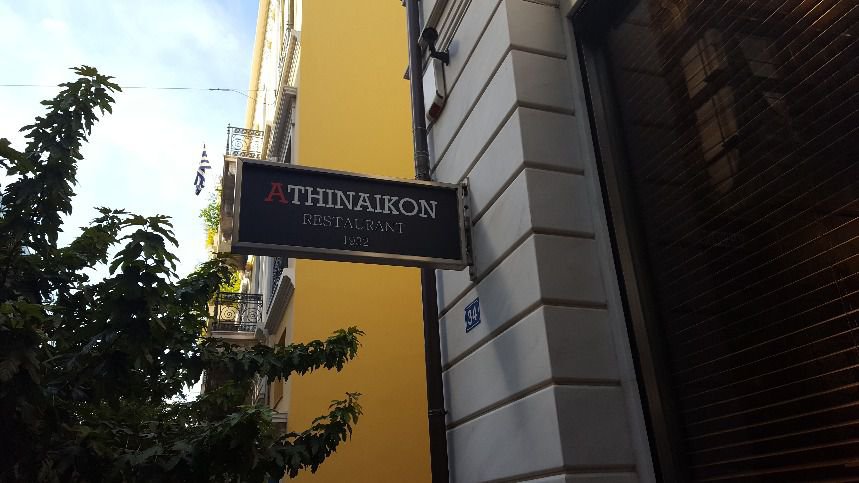 ATHINAIKON
RESTAURANT
1932
34